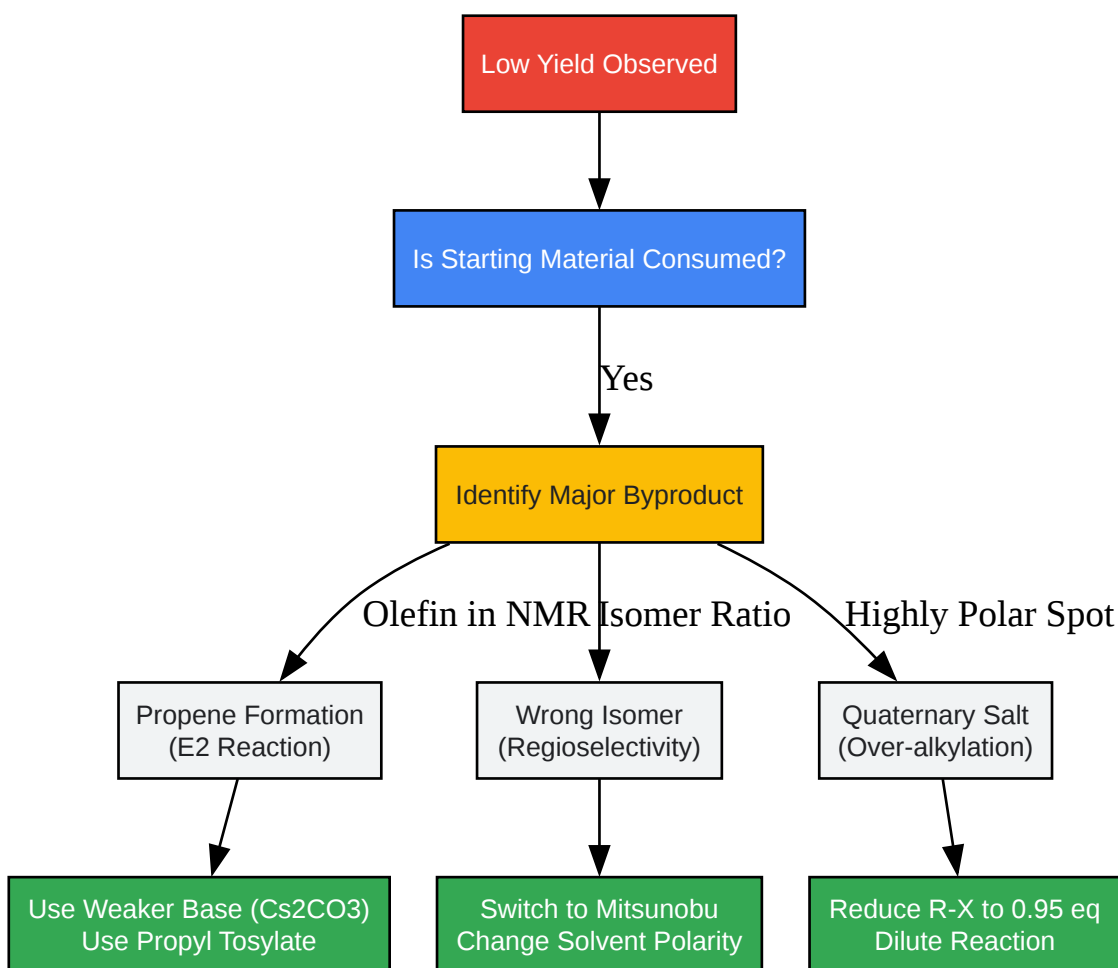 Low Yield Observed
Is Starting Material Consumed?
Yes
Identify Major Byproduct
Olefin in NMR
Isomer Ratio
Highly Polar Spot
Propene Formation
(E2 Reaction)
Wrong Isomer
(Regioselectivity)
Quaternary Salt
(Over-alkylation)
Use Weaker Base (Cs2CO3)
Use Propyl Tosylate
Switch to Mitsunobu
Change Solvent Polarity
Reduce R-X to 0.95 eq
Dilute Reaction